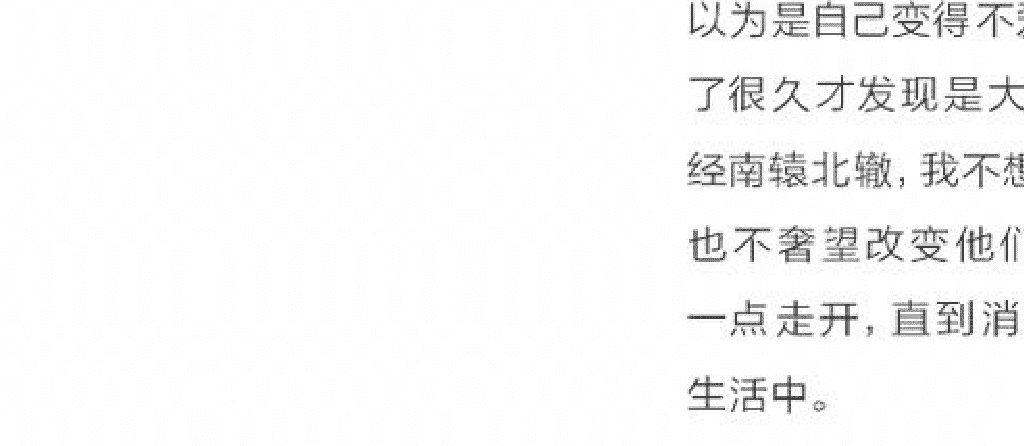 以为是自己变得不
了很久才发现是大
经南辕北辙，我不想
也不奢望改变他们
一点走开，直到消
生活中。